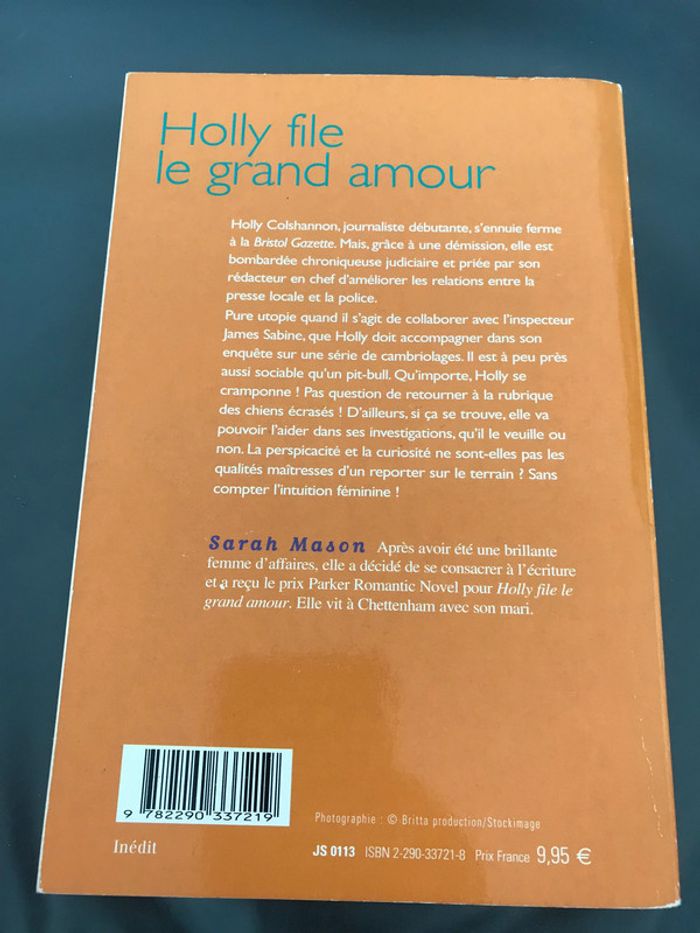 Holly file
le grand amour
Holly Colshannon, journaliste débutante, s'ennuie ferme
à la Bristol Gazette. Mais, grâce à une démission, elle est
bombardée chroniqueuse judiciaire et priée par son
rédacteur en chef d'améliorer les relations entre la
presse locale et la police.
Pure utopie quand il s'agit de collaborer avec l'inspecteur
James Sabine, que Holly doit accompagner dans son
enquête sur une série de cambriolages. Il est à peu près
aussi sociable qu'un pit-bull. Qu'importe, Holly se
cramponne ! Pas question de retourner à la rubrique
des chiens écrasés ! D'ailleurs, si ça se trouve, elle va
pouvoir l'aider dans ses investigations, qu'il le veuille ou
non. La perspicacité et la curiosité ne sont-elles pas les
qualités maîtresses d'un reporter sur le terrain ? Sans
compter l'intuition féminine !
Sarah Mason Après avoir été une brillante
femme d'affaires, elle a décidé de se consacrer à l'écriture
et a reçu le prix Parker Romantic Novel pour Holly file le
grand amour. Elle vit à Chettenham avec son mari.
9 782290 337219
Photographie : © Britta production/Stockimage
Inédit
JS 0113 ISBN 2-290-33721-8 Prix France 9,95 €